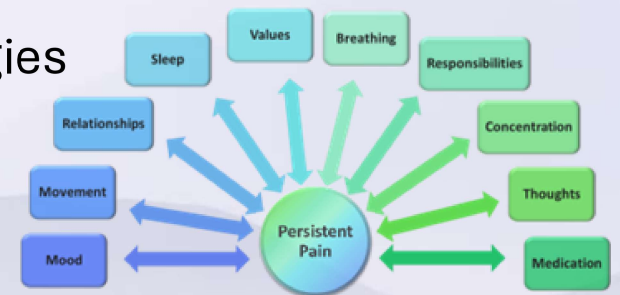 gies
Values
Breathing
Sleep
Responsibilities
Relationships
Concentration
Movement
Thoughts
Persistent
Pain
Mood
Medication